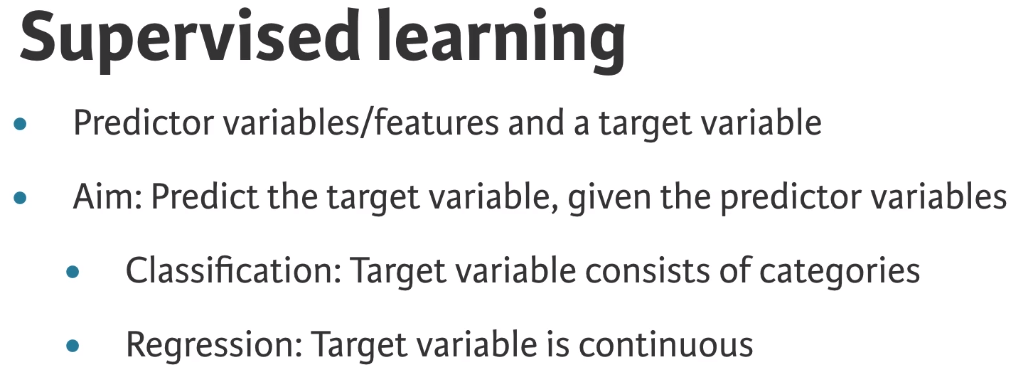 Supervised learning
• Predictor variables/features and a target variable
• Aim: Predict the target variable, given the predictor variables
• Classification: Target variable consists of categories
• Regression: Target variable is continuous